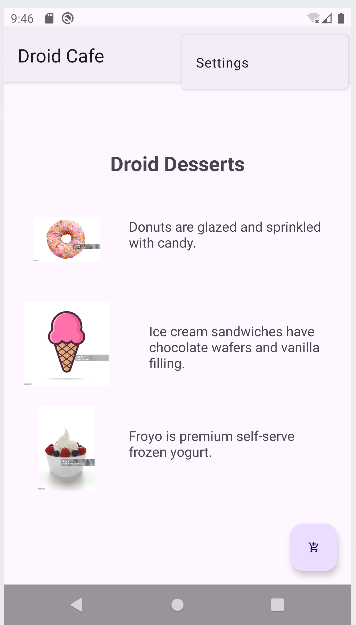 9:46
Droid Cafe
Settings
Droid Desserts
Donuts are glazed and sprinkled
with candy.
Ice cream sandwiches have
chocolate wafers and vanilla
filling.
Froyo is premium self-serve
frozen yogurt.